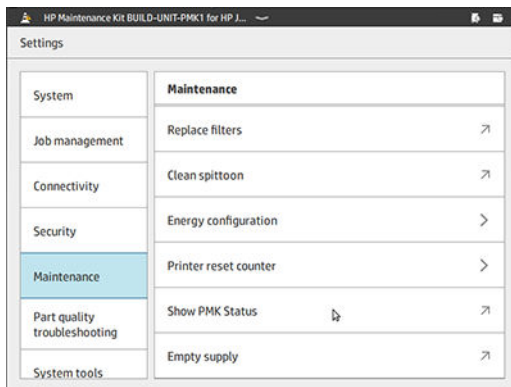 HP Maintenance Kit BUILD-UNIT-PMK1 for HP J...
Settings
System
Job management
Connectivity
Security
Maintenance
Part quality
troubleshooting
System tools
Maintenance
Replace filters
Clean spittoon
Energy configuration
Printer reset counter
Show PMK Status
Empty supply